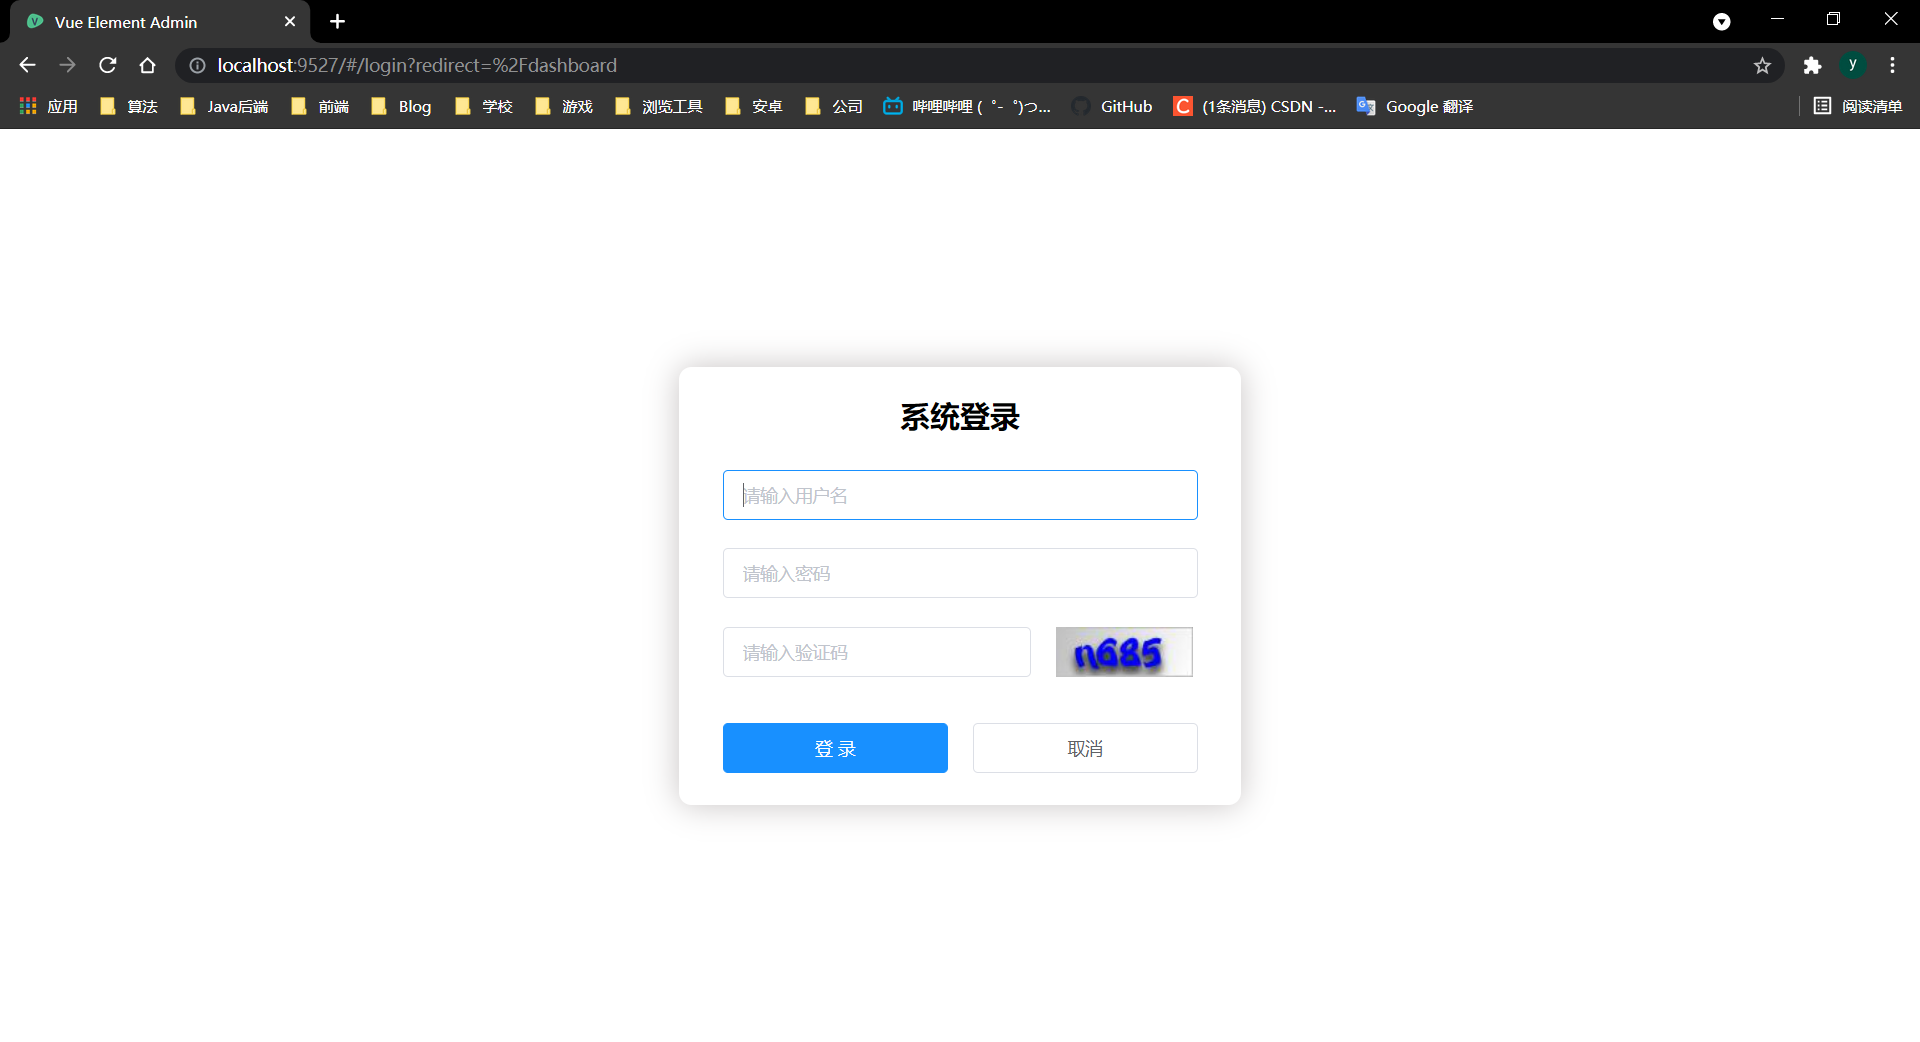 Vue Element Admin
localhost:9527/#/login?redirect=%2Fdashboard
y
应用 算法 Java后端 前端 Blog 学校 游戏 浏览工具 安卓 公司 哔哩哔哩 ( ゜- ゜)つ... GitHub (1条消息) CSDN -... Google 翻译 阅读清单
系统登录
请输入用户名
请输入密码
请输入验证码 n685
登 录 取消